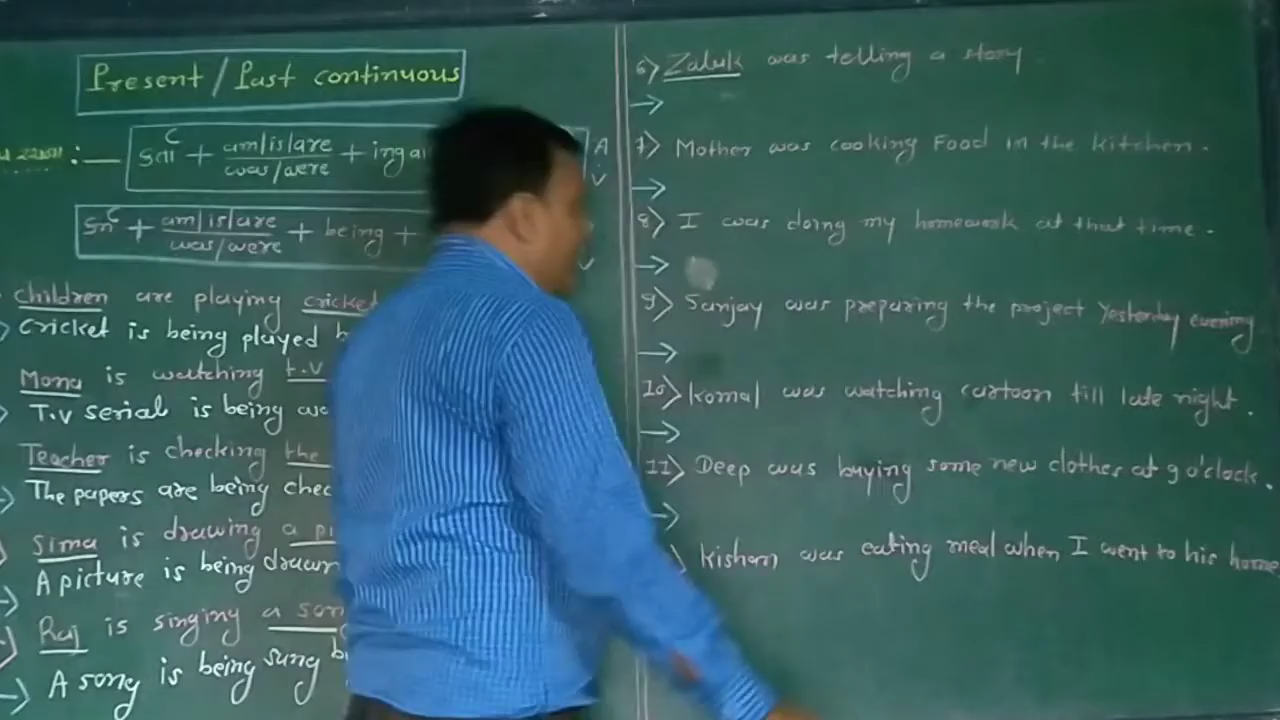 Present / Past continuous
:— am/is/are + ing A
was/were V
+ am/is/are + being +
was/were V
Children are playing cricket
Cricket is being played b
Mona is watching t.v
T.v serial is being
Teacher is checking the
The papers are being chec
Sima is drawing a pi
A picture is being drawn
Raj is singing a son
A song is being sung b
6) Zaluk was telling a story.
→
7) Mother was cooking Food in the kitchen.
→
8) I was doing my homework at that time.
→
9) Sanjay was preparing the project Yesterday evening
→
10) Komal was watching cartoon till late night.
→
11) Deep was buying some new clothes at 9 o'clock.
→
) Kishan was eating meal when I went to his home